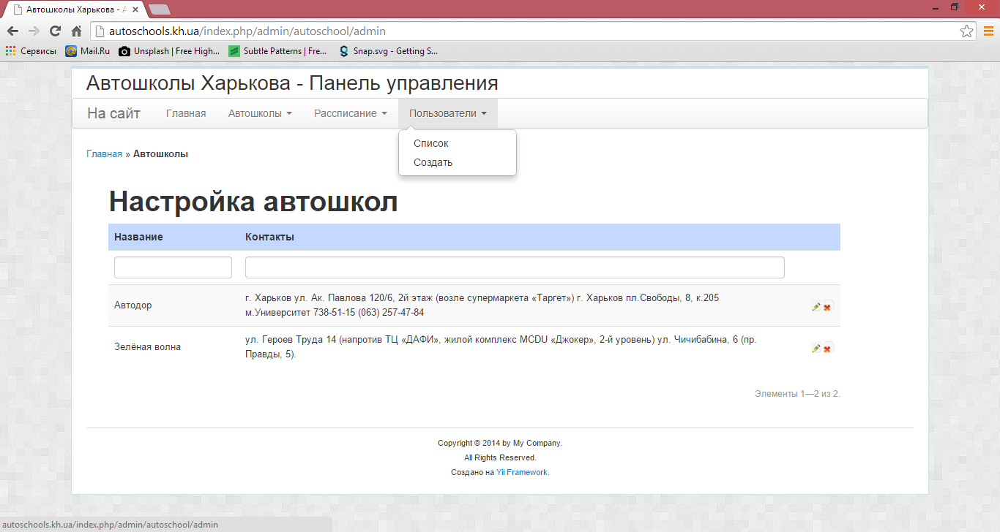 Автошколы Харькова - А
autoschools.kh.ua/index.php/admin/autoschool/admin
Сервисы Mail.Ru Unsplash | Free High... Subtle Patterns | Fre... Snap.svg - Getting S...
Автошколы Харькова - Панель управления
На сайт Главная Автошколы Рассписание Пользователи
Список
Создать
Главная » Автошколы
Настройка автошкол
Название Контакты
Автодор
г. Харьков ул. Ак. Павлова 120/6, 2й этаж (возле супермаркета «Таргет») г. Харьков пл.Свободы, 8, к.205
м.Университет 738-51-15 (063) 257-47-84
Зелёная волна
ул. Героев Труда 14 (напротив ТЦ «ДАФИ», жилой комплекс MCDU «Джокер», 2-й уровень) ул. Чичибабина, 6 (пр.
Правды, 5).
Элементы 1—2 из 2.
Copyright © 2014 by My Company.
All Rights Reserved.
Создано на Yii Framework.
autoschools.kh.ua/index.php/admin/autoschool/admin